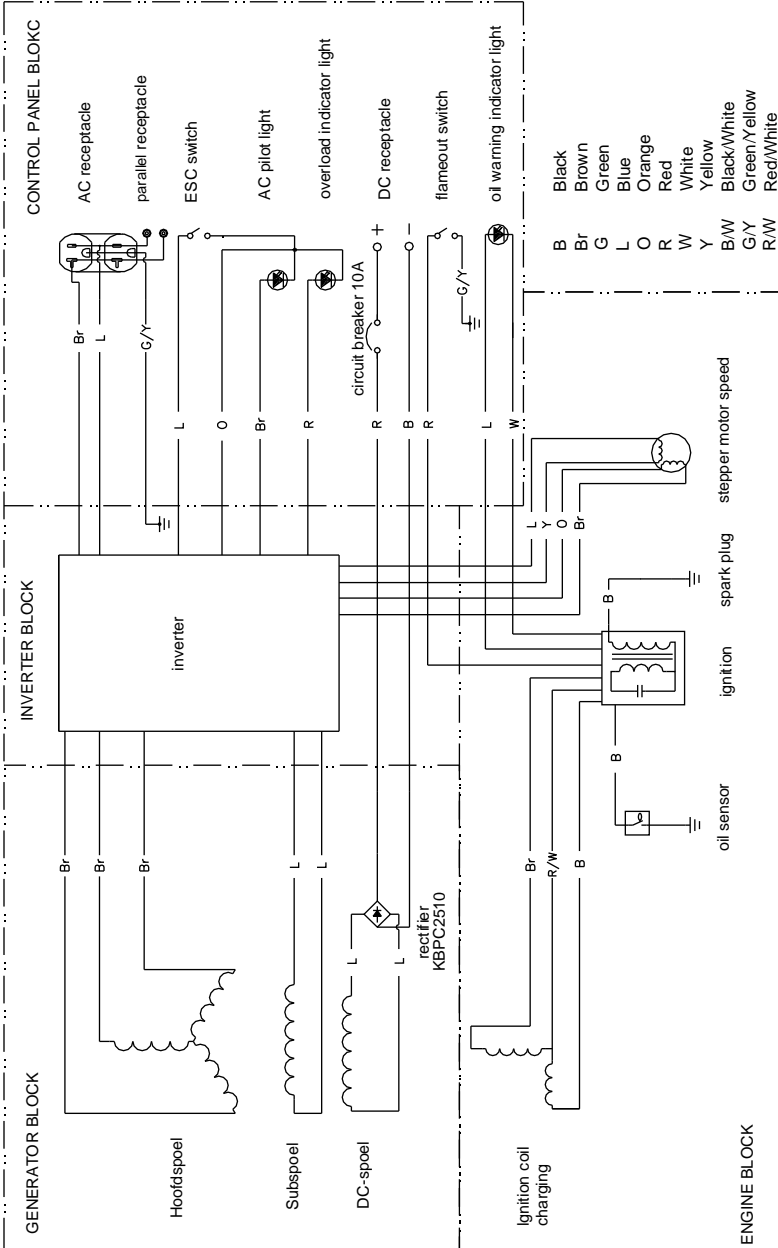 CONTROL PANEL BLOKC
AC receptacle
parallel receptacle
ESC switch
AC pilot light
overload indicator light
DC receptacle
flameout switch
oil warning indicator light
+
−
circuit breaker 10A
Br
L
G/Y
L
O
Br
R
R
B
R
G/Y
L
W
B Black
Br Brown
G Green
L Blue
O Orange
R Red
W White
Y Yellow
B/W Black/White
G/Y Green/Yellow
R/W Red/White
INVERTER BLOCK
inverter
L
Y
O
Br
stepper motor speed
B
spark plug
ignition
B
oil sensor
GENERATOR BLOCK
Br
Br
Br
L
L
L
L
rectifier
KBPC2510
Hoofdspoel
Subspoel
DC-spoel
Br
R/W
B
Ignition coil
charging
ENGINE BLOCK